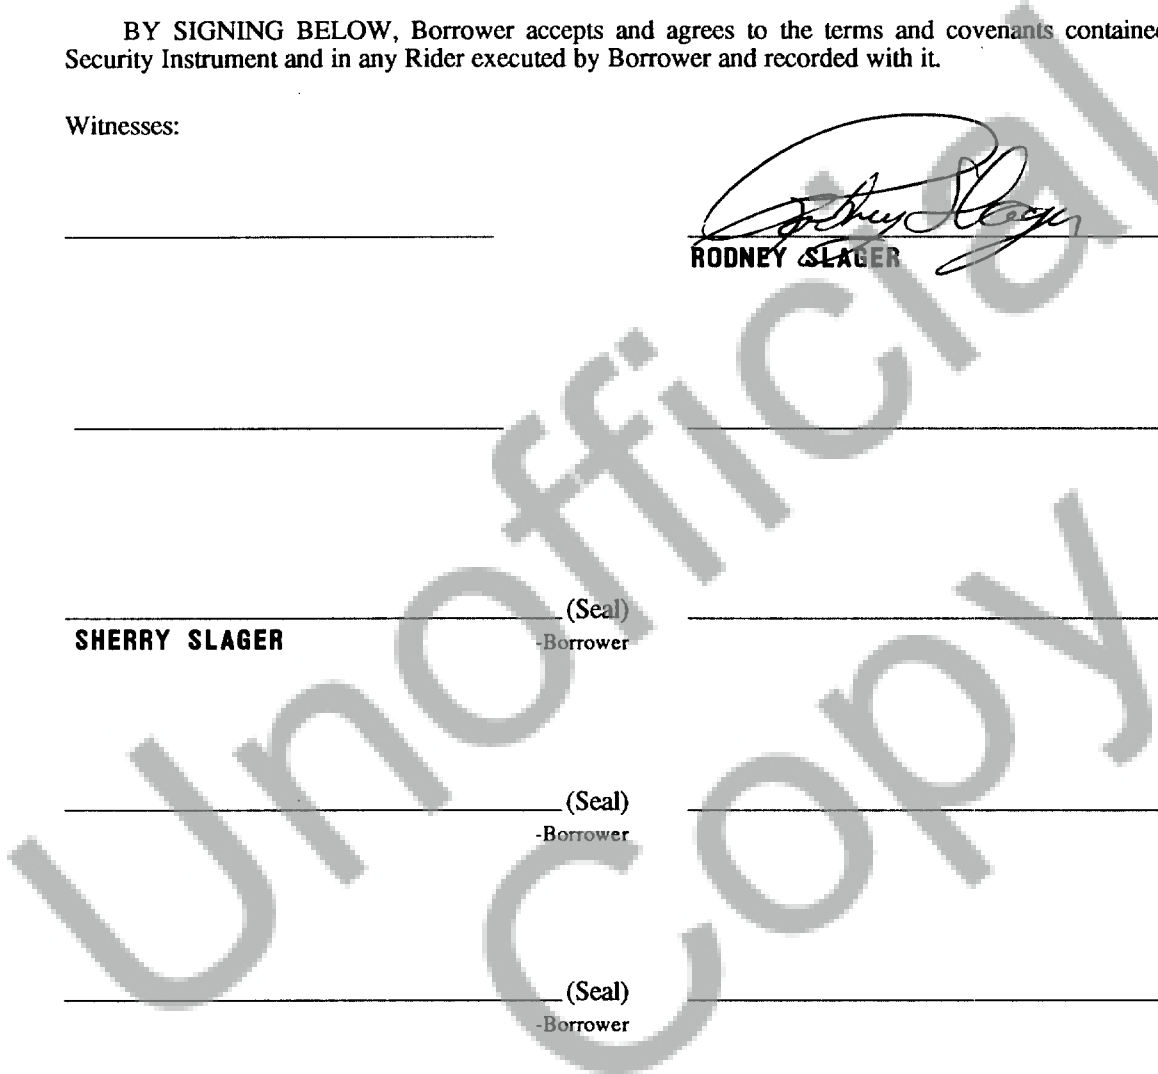 BY SIGNING BELOW, Borrower accepts and agrees to the terms and covenants contained
Security Instrument and in any Rider executed by Borrower and recorded with it.
Witnesses:
Rodney Slager
RODNEY SLAGER
(Seal)
SHERRY SLAGER
-Borrower
(Seal)
-Borrower
(Seal)
-Borrower
Unofficial
Copy